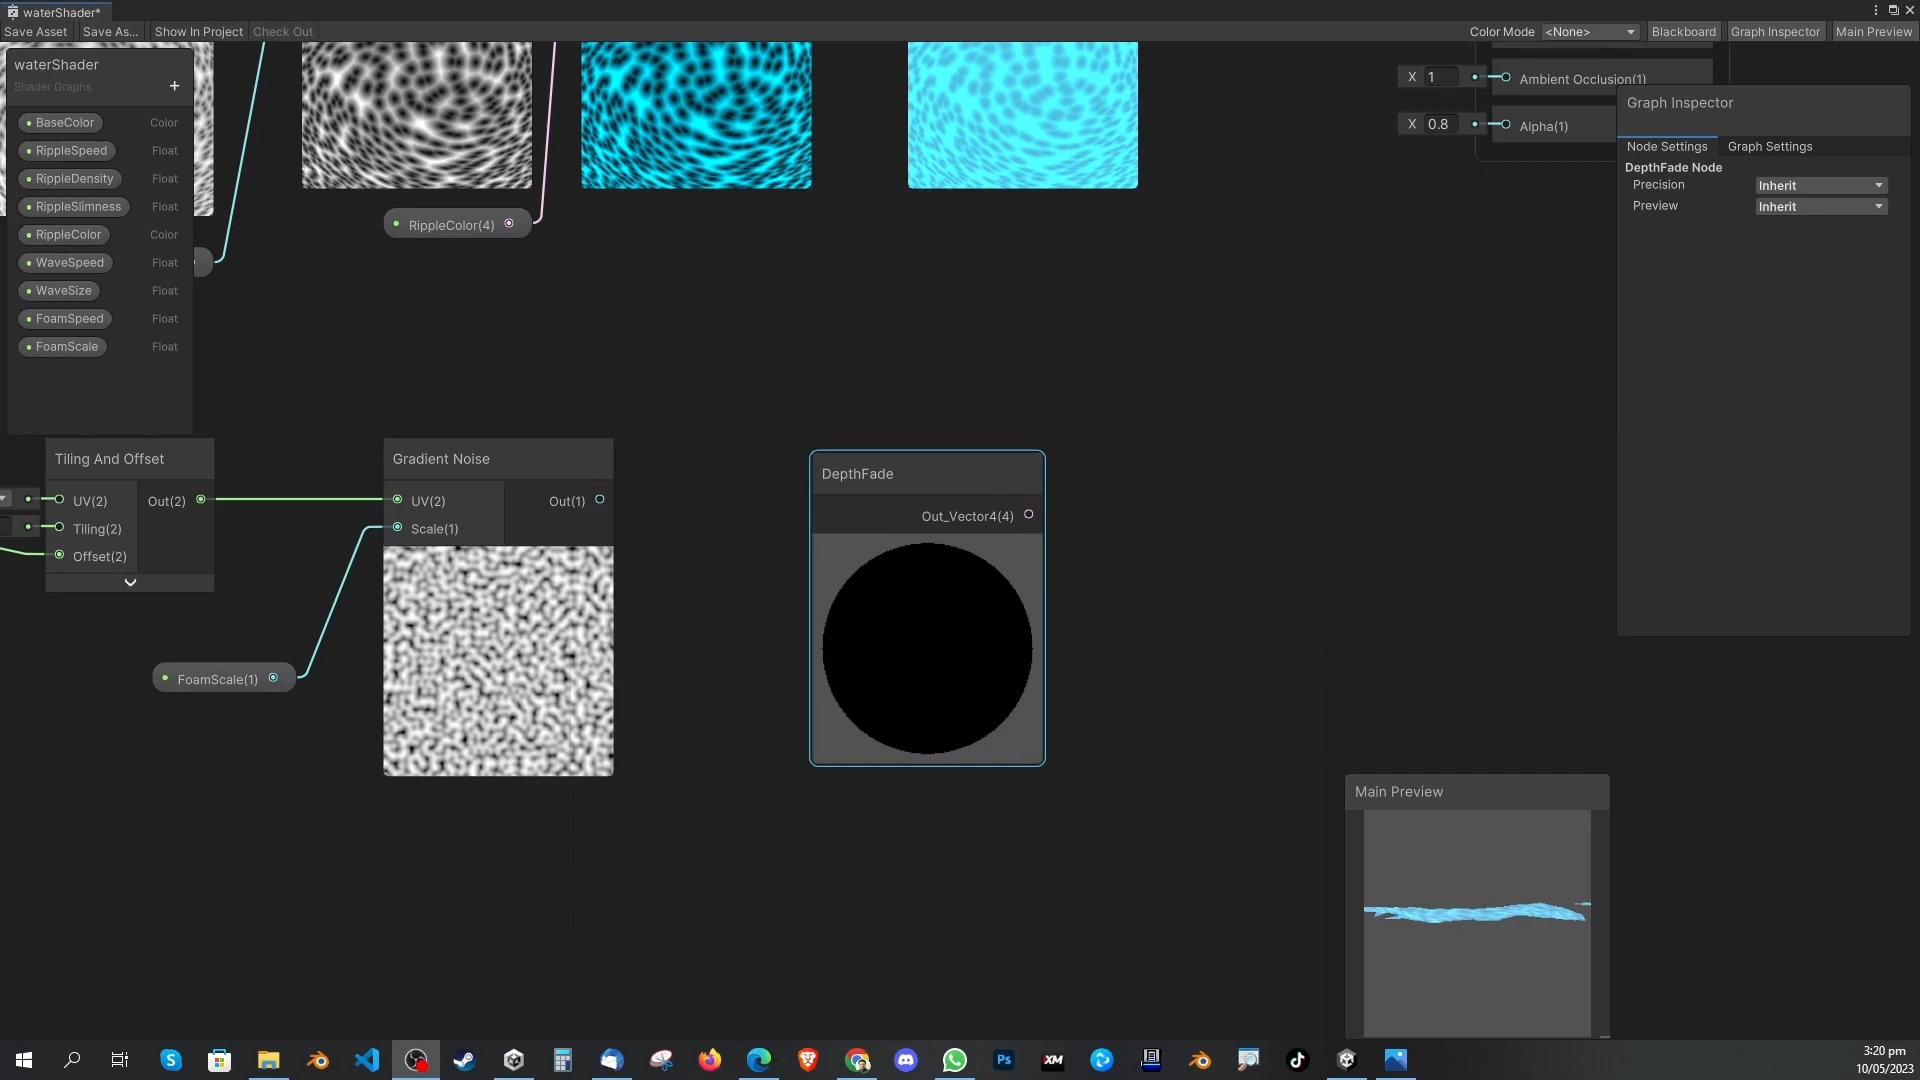 waterShader*
Save Asset Save As... Show In Project Check Out Color Mode <None> Blackboard Graph Inspector Main Preview
waterShader
Shader Graphs
+
BaseColor Color
RippleSpeed Float
RippleDensity Float
RippleSlimness Float
RippleColor Color
WaveSpeed Float
WaveSize Float
FoamSpeed Float
FoamScale Float
RippleColor(4)
X 1 Ambient Occlusion(1)
X 0.8 Alpha(1)
Graph Inspector
Node Settings Graph Settings
DepthFade Node
Precision Inherit
Preview Inherit
Tiling And Offset
UV(2) Out(2)
Tiling(2)
Offset(2)
FoamScale(1)
Gradient Noise
UV(2) Out(1)
Scale(1)
DepthFade
Out_Vector4(4)
Main Preview
S
Ps
XM
3:20 pm
10/05/2023